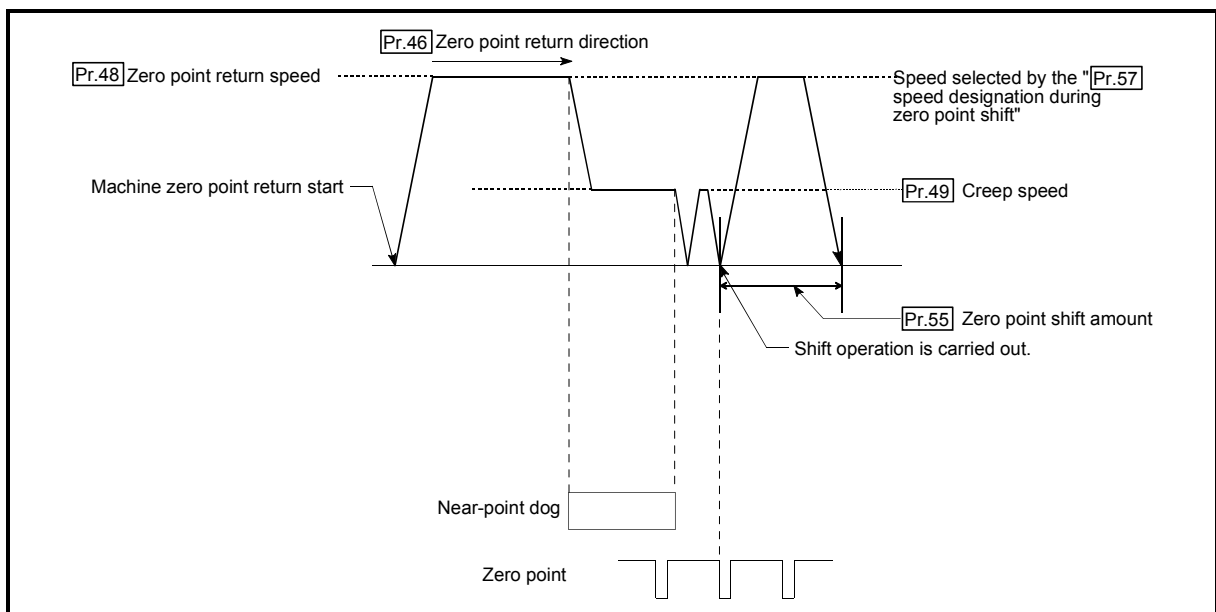 Pr.46 Zero point return direction
Pr.48 Zero point return speed
Speed selected by the "Pr.57
speed designation during
zero point shift"
Machine zero point return start
Pr.49 Creep speed
Pr.55 Zero point shift amount
Shift operation is carried out.
Near-point dog
Zero point